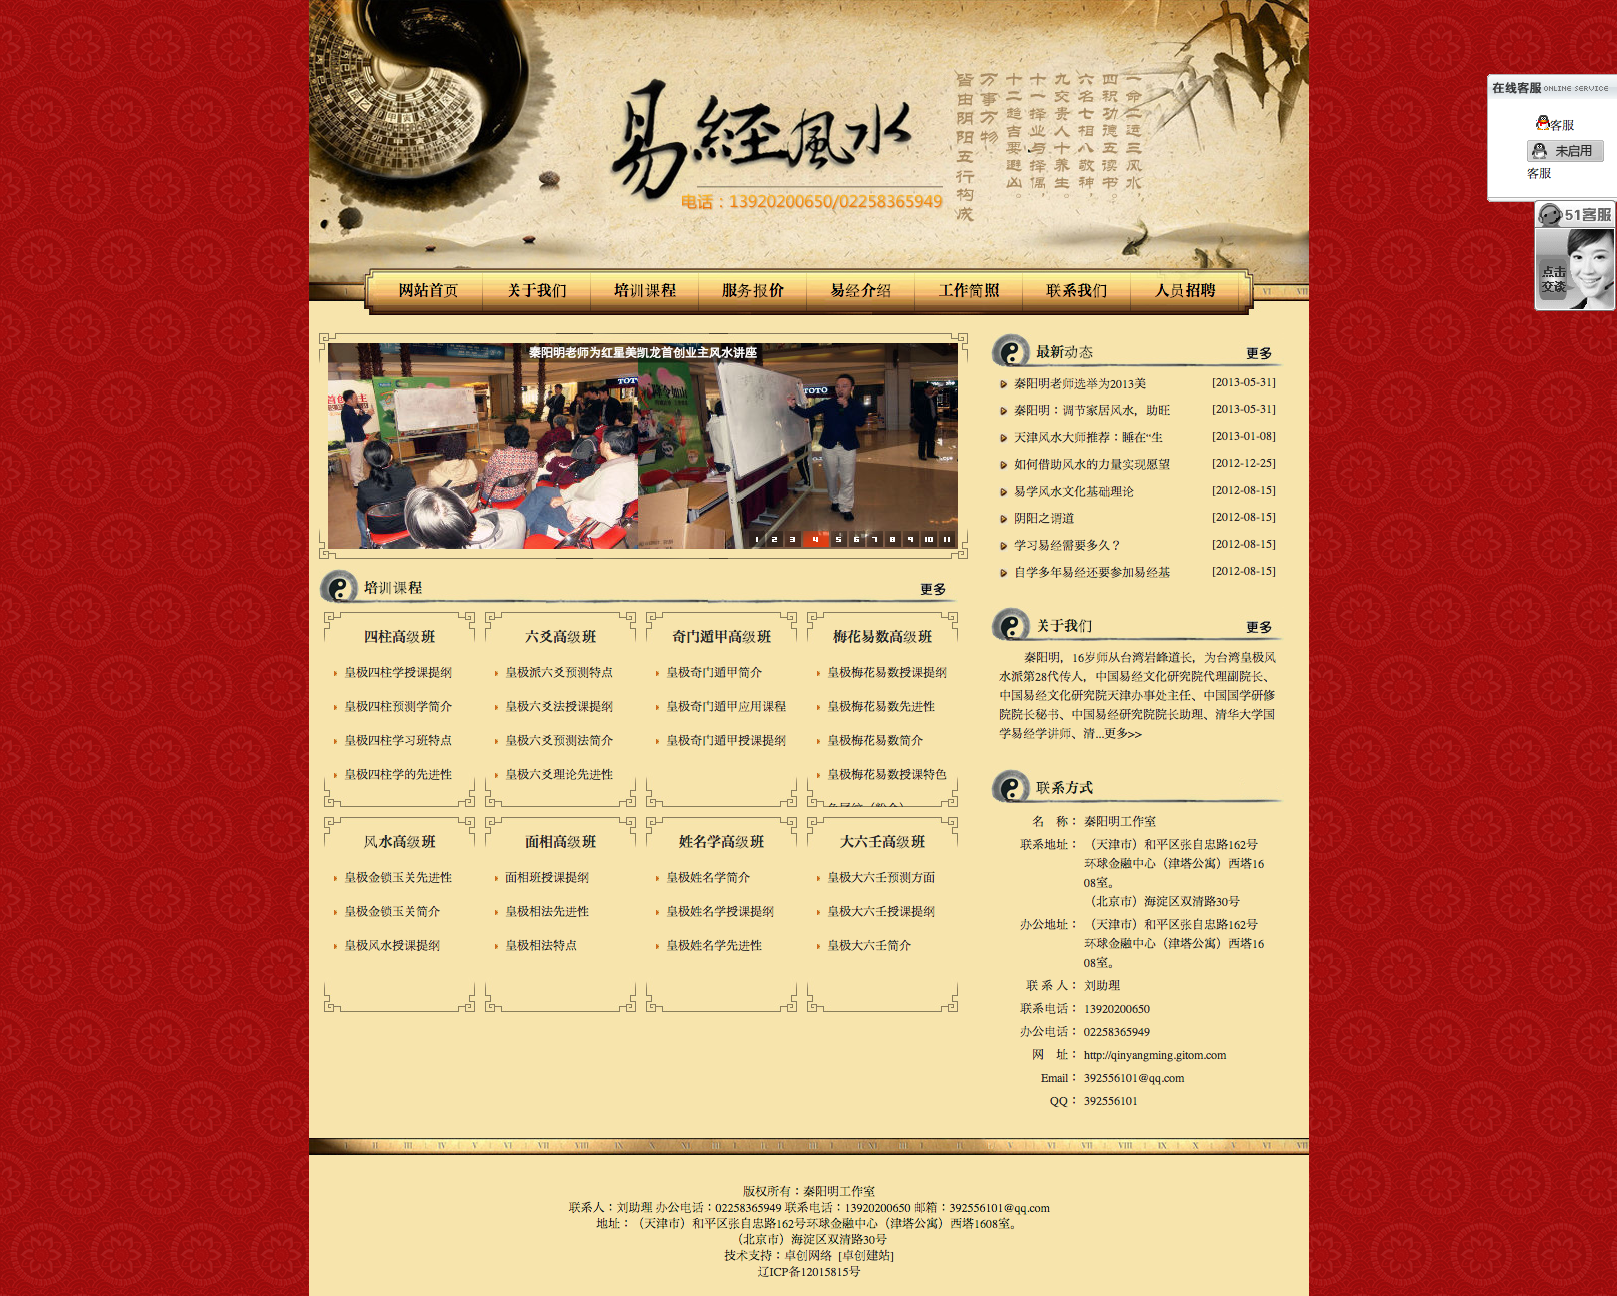 易經風水
电话：13920200650/02258365949
一命二运三风水，
四积功德五读书。
六名七相八敬神，
九交贵人十养生。
十一择业与择偶，
十二趋吉要避凶。
万事万物
皆由阴阳五行构成
在线客服 ONLINE SERVICE
客服
未启用
客服
51客服
点击
交谈
网站首页 关于我们 培训课程 服务报价 易经介绍 工作简照 联系我们 人员招聘
秦阳明老师为红星美凯龙首创业主风水讲座
TOTO
1 2 3 4 5 6 7 8 9 10 11
最新动态 更多
秦阳明老师选举为2013美 [2013-05-31]
秦阳明：调节家居风水，助旺 [2013-05-31]
天津风水大师推荐：睡在“生 [2013-01-08]
如何借助风水的力量实现愿望 [2012-12-25]
易学风水文化基础理论 [2012-08-15]
阴阳之谓道 [2012-08-15]
学习易经需要多久？ [2012-08-15]
自学多年易经还要参加易经基 [2012-08-15]
培训课程 更多
四柱高级班
皇极四柱学授课提纲
皇极四柱预测学简介
皇极四柱学习班特点
皇极四柱学的先进性
六爻高级班
皇极派六爻预测特点
皇极六爻法授课提纲
皇极六爻预测法简介
皇极六爻理论先进性
奇门遁甲高级班
皇极奇门遁甲简介
皇极奇门遁甲应用课程
皇极奇门遁甲授课提纲
梅花易数高级班
皇极梅花易数授课提纲
皇极梅花易数先进性
皇极梅花易数简介
皇极梅花易数授课特色
风水高级班
皇极金锁玉关先进性
皇极金锁玉关简介
皇极风水授课提纲
面相高级班
面相班授课提纲
皇极相法先进性
皇极相法特点
姓名学高级班
皇极姓名学简介
皇极姓名学授课提纲
皇极姓名学先进性
大六壬高级班
皇极大六壬预测方面
皇极大六壬授课提纲
皇极大六壬简介
关于我们 更多
秦阳明，16岁师从台湾岩峰道长，为台湾皇极风
水派第28代传人，中国易经文化研究院代理副院长、
中国易经文化研究院天津办事处主任、中国国学研修
院院长秘书、中国易经研究院院长助理、清华大学国
学易经学讲师、清...更多>>
联系方式
名 称： 秦阳明工作室
联系地址： （天津市）和平区张自忠路162号
环球金融中心（津塔公寓）西塔16
08室。
（北京市）海淀区双清路30号
办公地址： （天津市）和平区张自忠路162号
环球金融中心（津塔公寓）西塔16
08室。
联 系 人： 刘助理
联系电话： 13920200650
办公电话： 02258365949
网 址： http://qinyangming.gitom.com
Email： 392556101@qq.com
QQ： 392556101
版权所有：秦阳明工作室
联系人：刘助理 办公电话：02258365949 联系电话：13920200650 邮箱：392556101@qq.com
地址：（天津市）和平区张自忠路162号环球金融中心（津塔公寓）西塔1608室。
（北京市）海淀区双清路30号
技术支持：卓创网络 [卓创建站]
辽ICP备12015815号